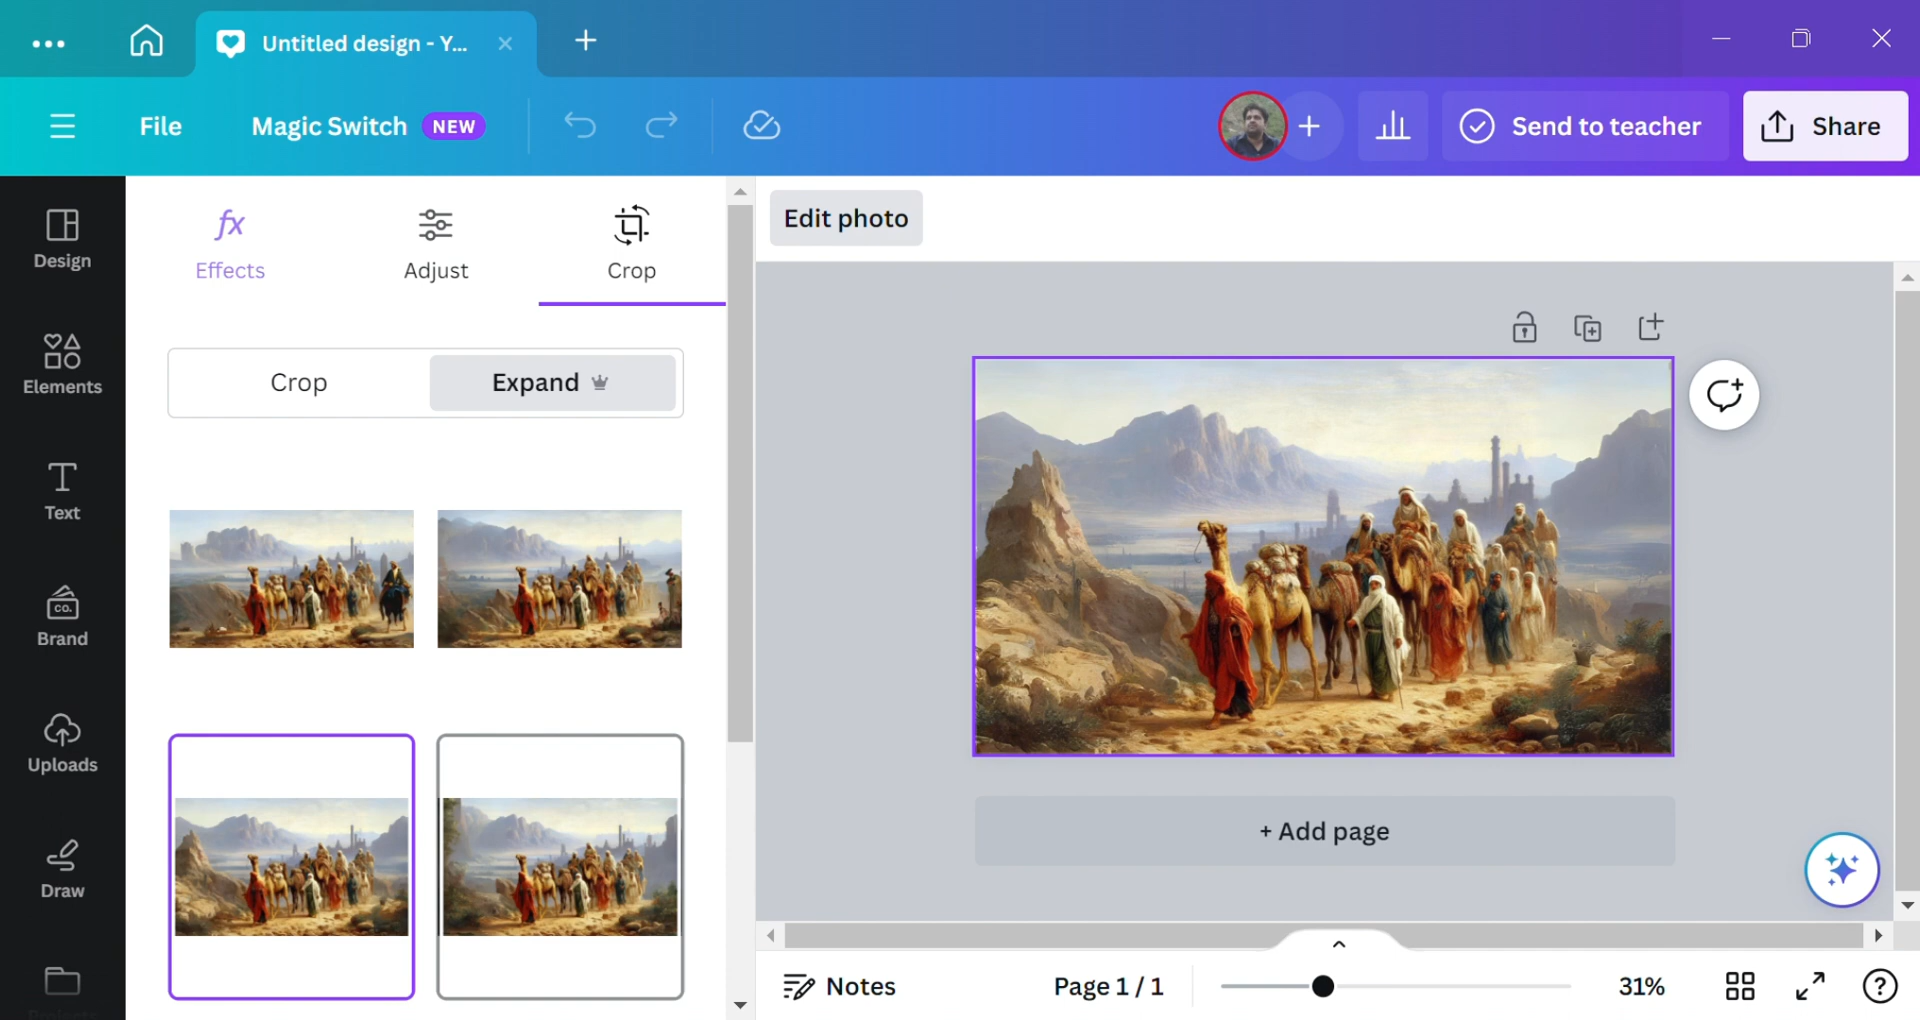 Untitled design - Y...
File
Magic Switch NEW
Send to teacher
Share
Design
Elements
Text
CO.
Brand
Uploads
Draw
Effects
Adjust
Crop
Crop
Expand
Edit photo
+ Add page
Notes
Page 1 / 1
31%